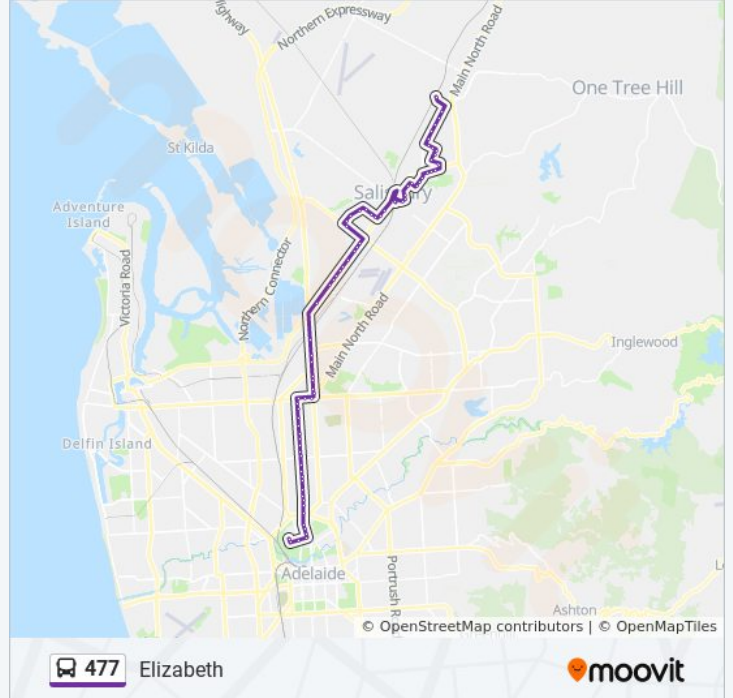 Highway
Northern Expressway
Main North Road
One Tree Hill
St Kilda
Salisbury
Adventure
Island
Victoria Road
Northern Connector
Main North Road
Inglewood
Delfin Island
Adelaide
Portrush
Ashton
© OpenStreetMap contributors | © OpenMapTiles
477 Elizabeth
moovit